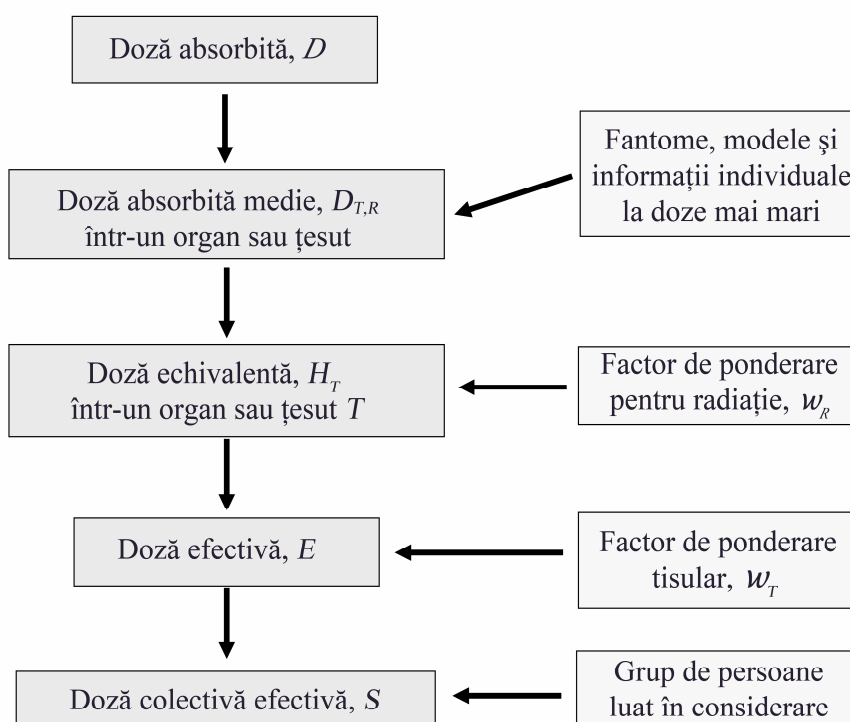 Doză absorbită, D
Fantome, modele şi
informații individuale
la doze mai mari
Doză absorbită medie, D_{T,R}
într-un organ sau țesut
Doză echivalentă, H_T
într-un organ sau țesut T
Factor de ponderare
pentru radiație, w_R
Doză efectivă, E
Factor de ponderare
tisular, w_T
Doză colectivă efectivă, S
Grup de persoane
luat în considerare